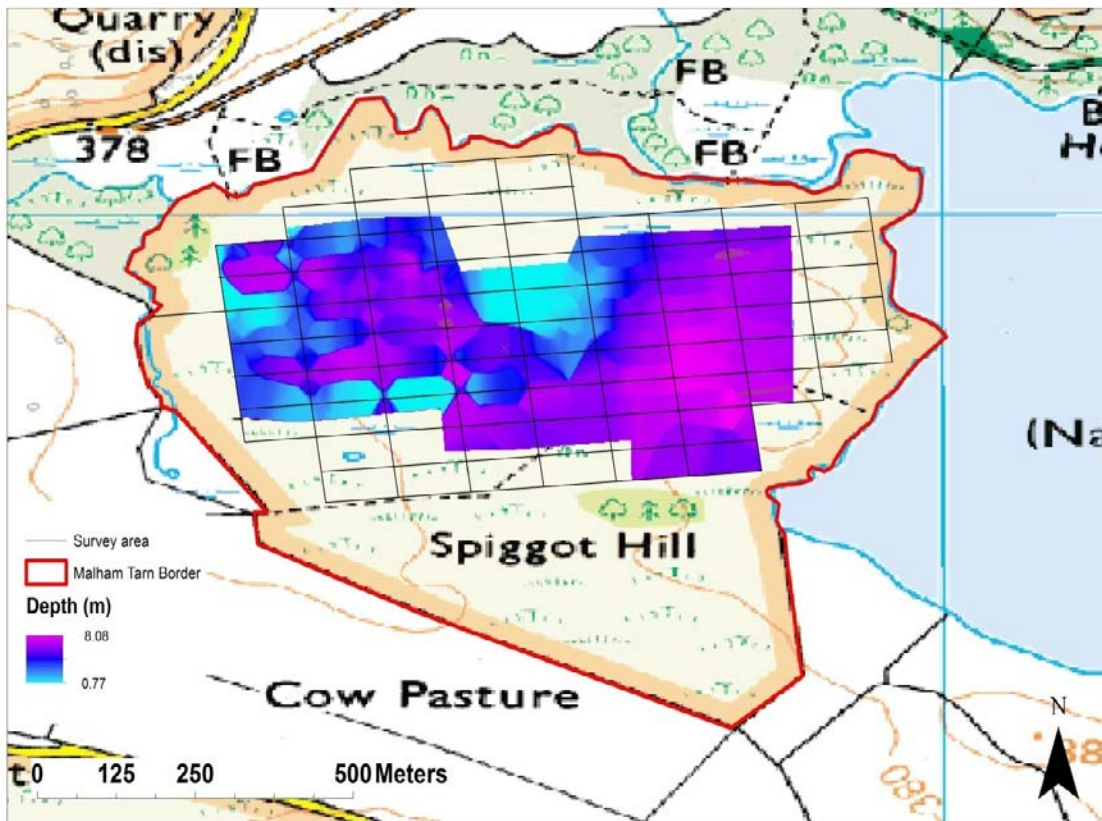 Quarry
(dis)
FB
378
FB
FB
B
H
(Na
Spiggot Hill
Survey area
Malham Tarn Border
Depth (m)
8.08
0.77
Cow Pasture
N
t 0 125 250 500 Meters
380
38